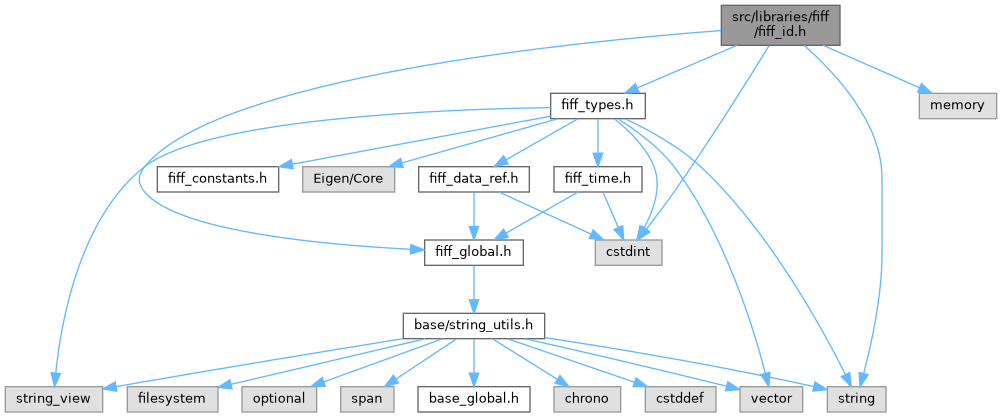 src/libraries/fiff
/fiff_id.h
fiff_types.h
memory
fiff_constants.h
Eigen/Core
fiff_data_ref.h
fiff_time.h
fiff_global.h
cstdint
base/string_utils.h
string_view
filesystem
optional
span
base_global.h
chrono
cstddef
vector
string